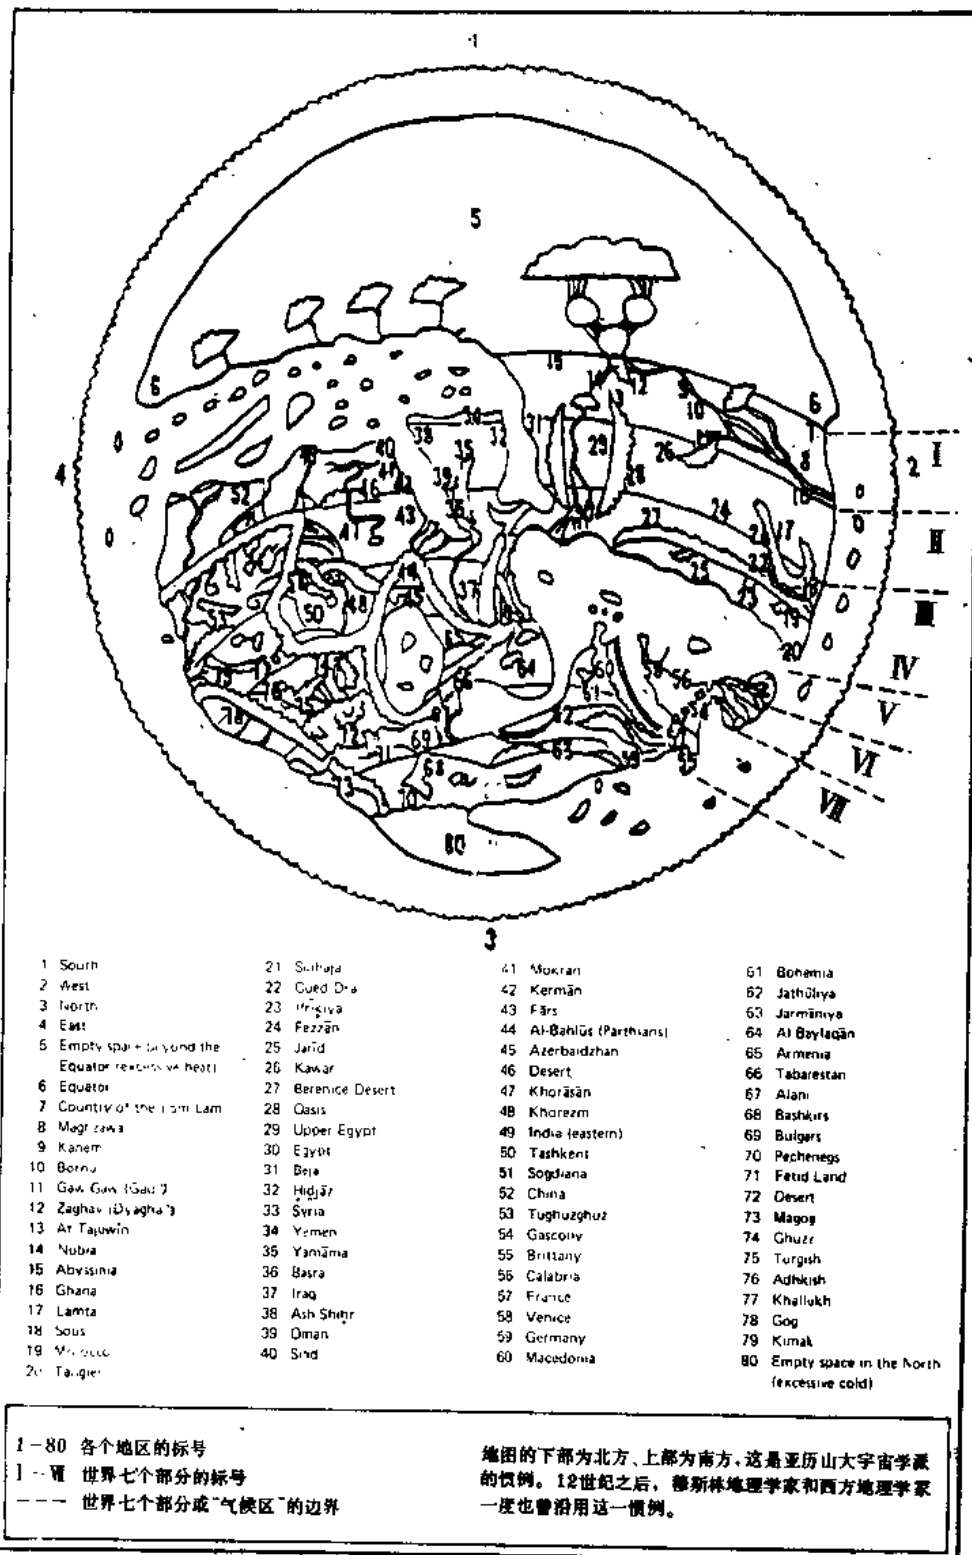 1
5
6
6
4
2
I
II
III
IV
V
VI
VII
80
3
1 South
2 West
3 North
4 East
5 Empty space beyond the
Equator (excessive heat)
6 Equator
7 Country of the Lam Lam
8
9 Kanem
10 Bornu
11 Gaw Gaw
12 Zaghav
13 At Tajuwin
14 Nubia
15 Abyssinia
16 Ghana
17 Lamta
18 Sous
19 Morocco
20 Tangier
21
22 Oued Dra
23 Ifrīķiya
24 Fezzān
25 Jarīd
26 Kawar
27 Berenice Desert
28 Oasis
29 Upper Egypt
30 Egypt
31 Beja
32 Ḥidjāz
33 Syria
34 Yemen
35 Yamāma
36 Basra
37 Iraq
38 Ash Shiḥr
39 Oman
40 Sind
41 Mokran
42 Kermān
43 Fārs
44 Al-Bahlūs (Parthians)
45 Azerbaidzhan
46 Desert
47 Khorāsān
48 Khorezm
49 India (eastern)
50 Tashkent
51 Sogdiana
52 China
53 Tughuzghuz
54 Gascony
55 Brittany
56 Calabria
57 France
58 Venice
59 Germany
60 Macedonia
61 Bohemia
62 Jathūliya
63 Jarmāniya
64 Al Baylaqān
65 Armenia
66 Tabarestan
67 Alani
68 Bashkirs
69 Bulgars
70 Pechenegs
71 Fetid Land
72 Desert
73 Magog
74 Ghuzz
75 Turgish
76 Adhkish
77 Khallukh
78 Gog
79 Kimak
80 Empty space in the North
(excessive cold)
1-80 各个地区的标号
I-Ⅶ 世界七个部分的标号
--- 世界七个部分或"气候区"的边界
地图的下部为北方、上部为南方,这是亚历山大宇宙学派
的惯例。12世纪之后,穆斯林地理学家和西方地理学家
一度也曾沿用这一惯例。